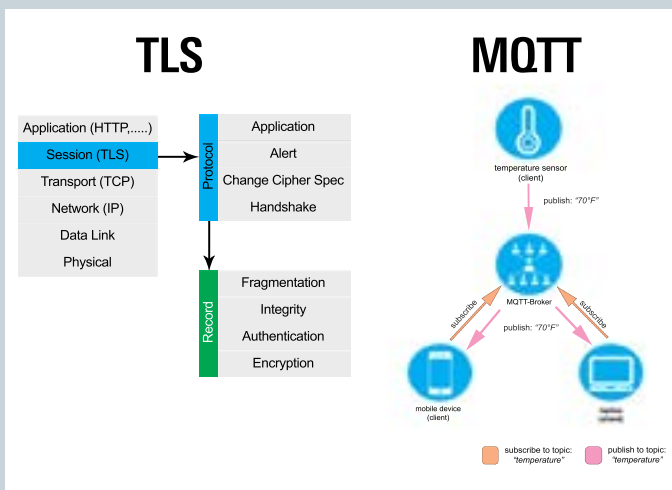 TLS
MQTT
Application (HTTP,.....)
Session (TLS)
Transport (TCP)
Network (IP)
Data Link
Physical
Protocol
Application
Alert
Change Cipher Spec
Handshake
Record
Fragmentation
Integrity
Authentication
Encryption
temperature sensor
(client)
publish: "70°F"
MQTT-Broker
subscribe
subscribe
publish: "70°F"
mobile device
(client)
subscribe to topic:
"temperature"
publish to topic:
"temperature"